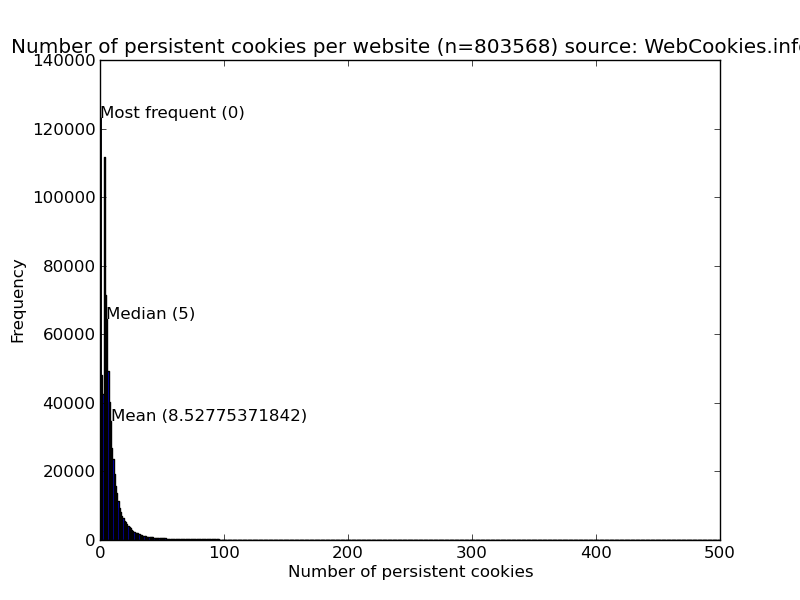 Number of persistent cookies per website (n=803568) source: WebCookies.info
140000
Most frequent (0)
120000
100000
80000
Median (5)
60000
Frequency
40000
Mean (8.52775371842)
20000
0
0 100 200 300 400 500
Number of persistent cookies